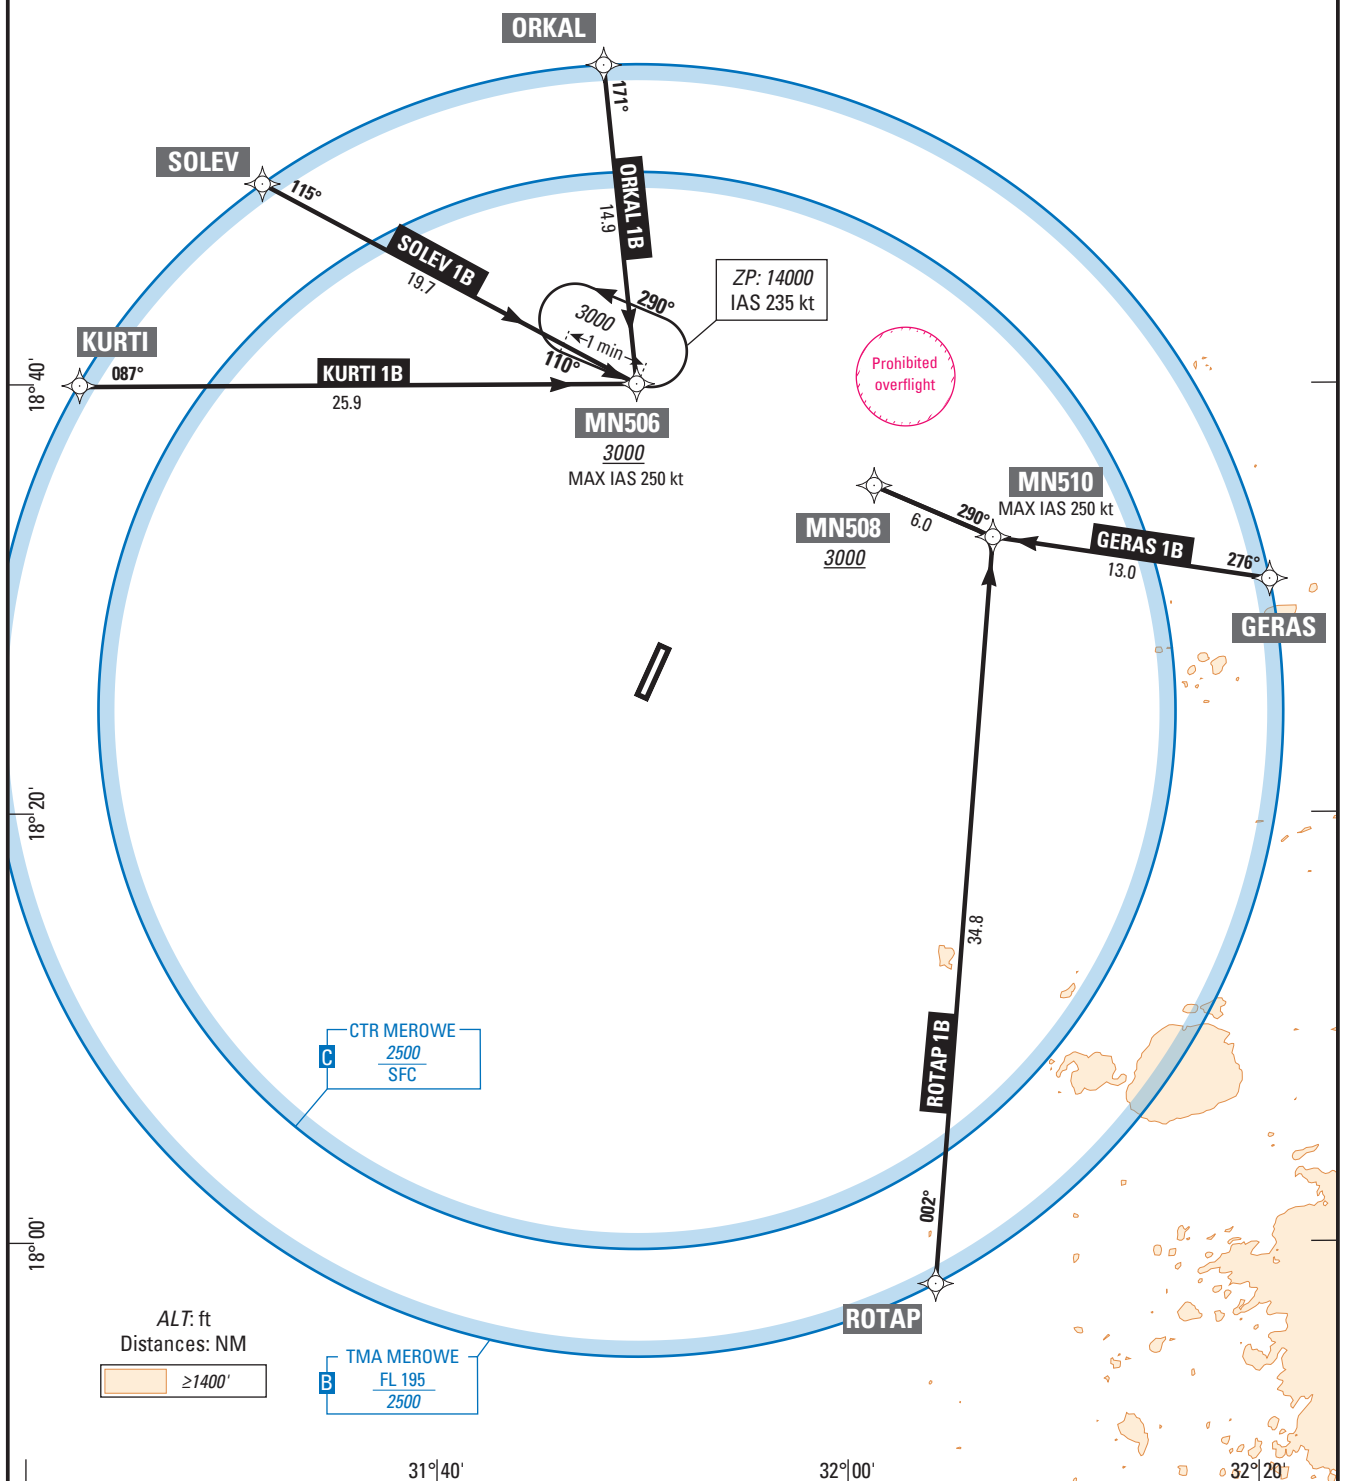 ORKAL
171°
SOLEV
115°
ORKAL 1B
14.9
SOLEV 1B
19.7
ZP: 14000
IAS 235 kt
290°
3000
1 min
110°
KURTI
087°
KURTI 1B
25.9
18°40'
Prohibited
overflight
MN506
3000
MAX IAS 250 kt
MN510
MAX IAS 250 kt
MN508
3000
6.0
290°
GERAS 1B
13.0
276°
GERAS
18°20'
34.8
ROTAP 1B
002°
CTR MEROWE
C
2500
SFC
18°00'
ROTAP
ALT: ft
Distances: NM
≥1400'
TMA MEROWE
B
FL 195
2500
31°40'
32°00'
32°20'